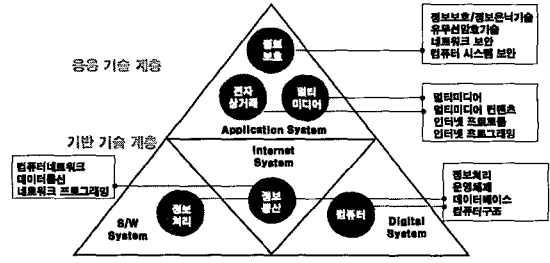 정보
보호
정보보호/정보은닉기술
유무선암호기술
네트워크 보안
컴퓨터 시스템 보안
응용 기술 계층
전자
상거래
멀티
미디어
멀티미디어
멀티미디어 컨텐츠
인터넷 프로토콜
인터넷 프로그래밍
Application System
기반 기술 계층
Internet
System
컴퓨터네트워크
데이터통신
네트워크 프로그래밍
정보처리
운영체제
데이터베이스
컴퓨터구조
정보
처리
정보
통신
컴퓨터
S/W
System
Digital
System